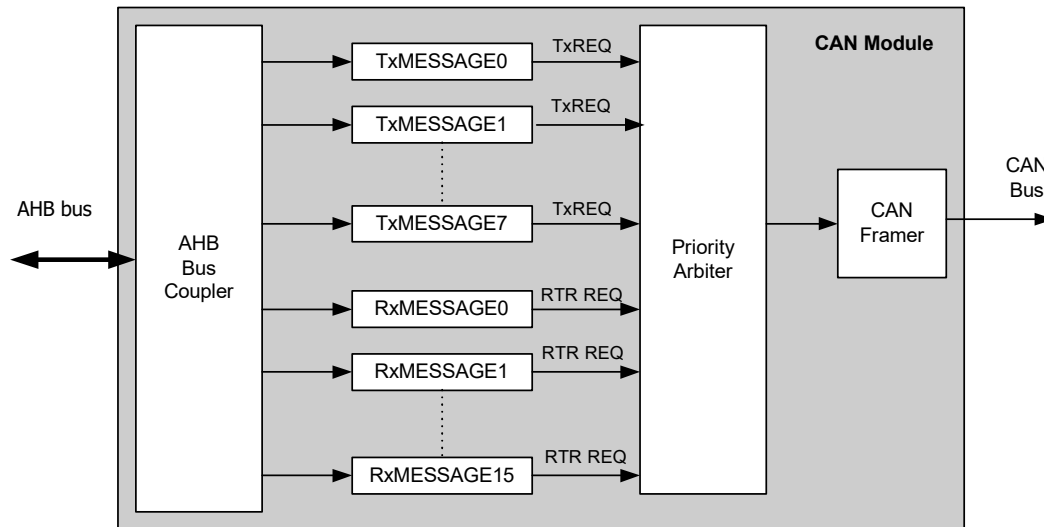 CAN Module
AHB bus
AHB
Bus
Coupler
TxMESSAGE0
TxREQ
TxMESSAGE1
TxREQ
TxMESSAGE7
TxREQ
RxMESSAGE0
RTR REQ
RxMESSAGE1
RTR REQ
RxMESSAGE15
RTR REQ
Priority
Arbiter
CAN
Framer
CAN
Bus